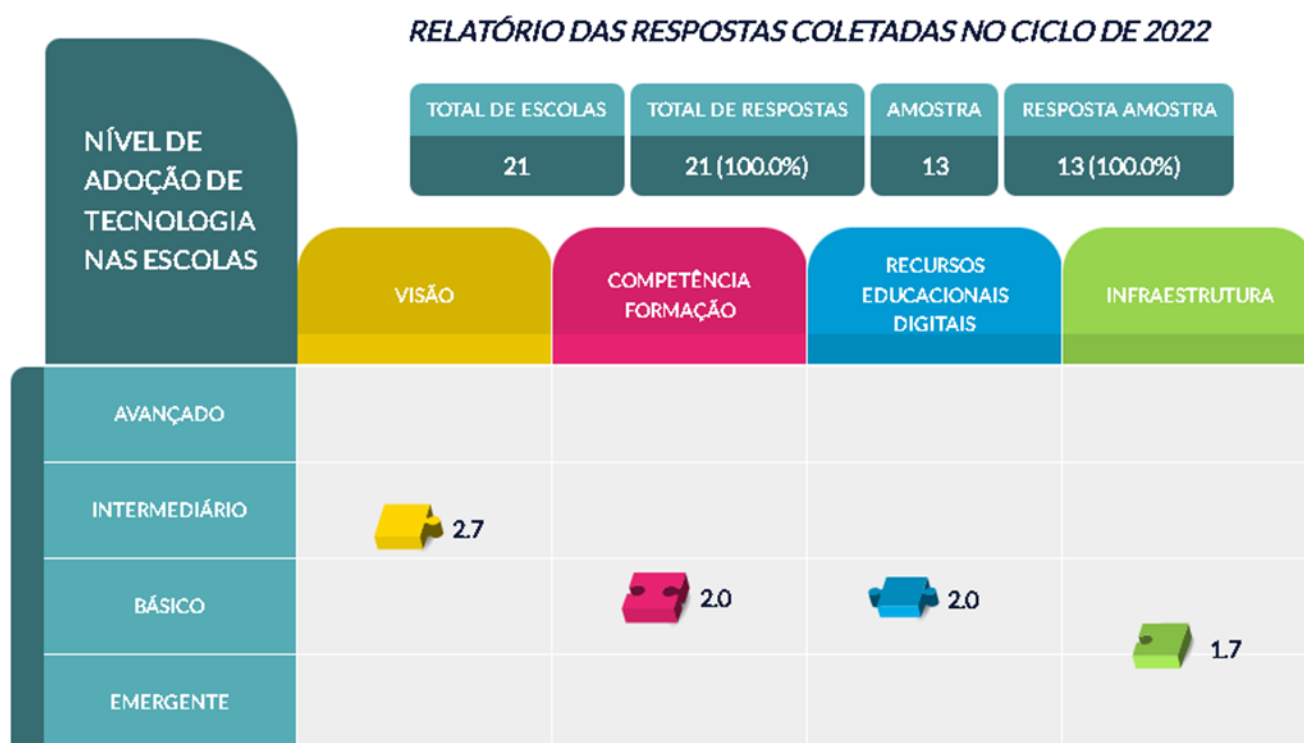 RELATÓRIO DAS RESPOSTAS COLETADAS NO CICLO DE 2022
TOTAL DE ESCOLAS
TOTAL DE RESPOSTAS
AMOSTRA
RESPOSTA AMOSTRA
21
21 (100.0%)
13
13 (100.0%)
NÍVEL DE
ADOÇÃO DE
TECNOLOGIA
NAS ESCOLAS
VISÃO
COMPETÊNCIA
FORMAÇÃO
RECURSOS
EDUCACIONAIS
DIGITAIS
INFRAESTRUTURA
AVANÇADO
INTERMEDIÁRIO
2.7
BÁSICO
2.0
2.0
1.7
EMERGENTE